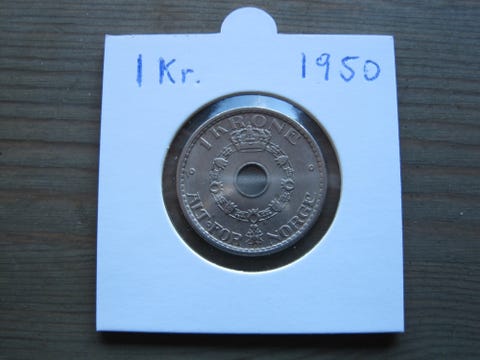 1 Kr. 1950
1 KRONE
ALT·FOR NORGE